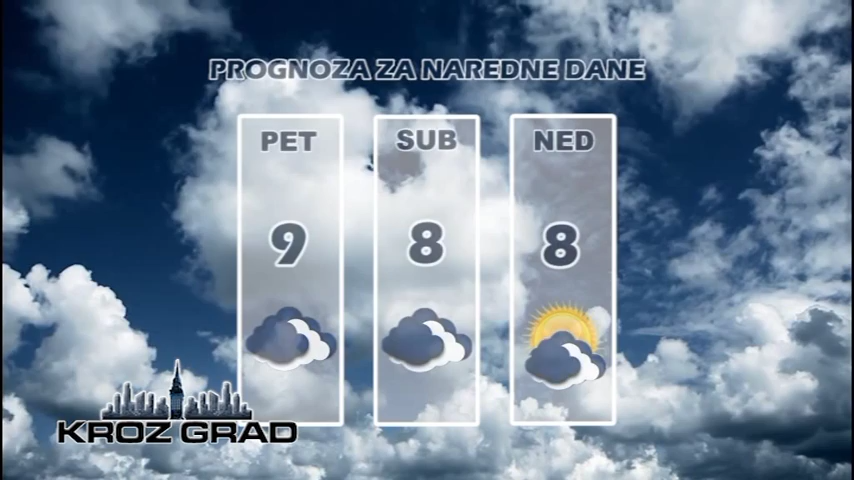 PROGNOZA ZA NAREDNE DANE
PET SUB NED
9 8 8
KROZ GRAD